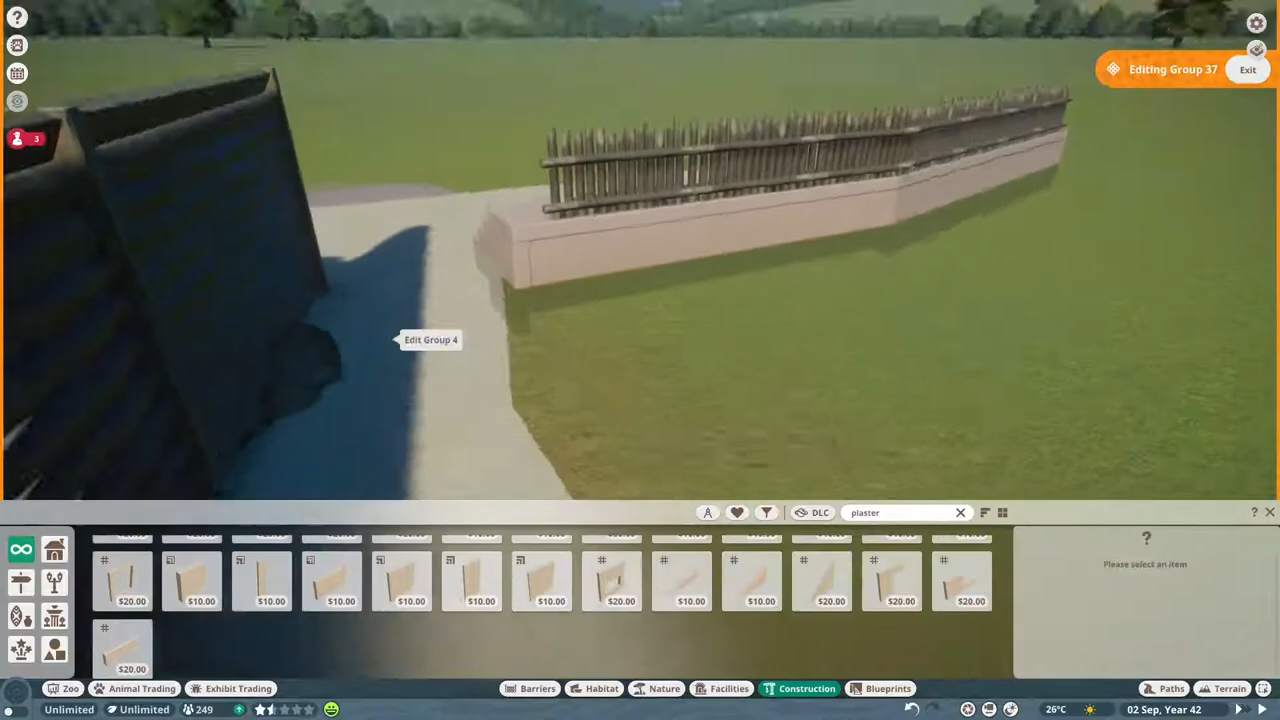 ?
Editing Group 37
Exit
3
Edit Group 4
DLC
plaster
?
$20.00
$10.00
$10.00
$10.00
$10.00
$10.00
$10.00
$20.00
$10.00
$10.00
$20.00
$20.00
$20.00
?
Please select an item
$20.00
Zoo
Animal Trading
Exhibit Trading
Barriers
Habitat
Nature
Facilities
Construction
Blueprints
Paths
Terrain
Unlimited
Unlimited
249
26°C
02 Sep, Year 42